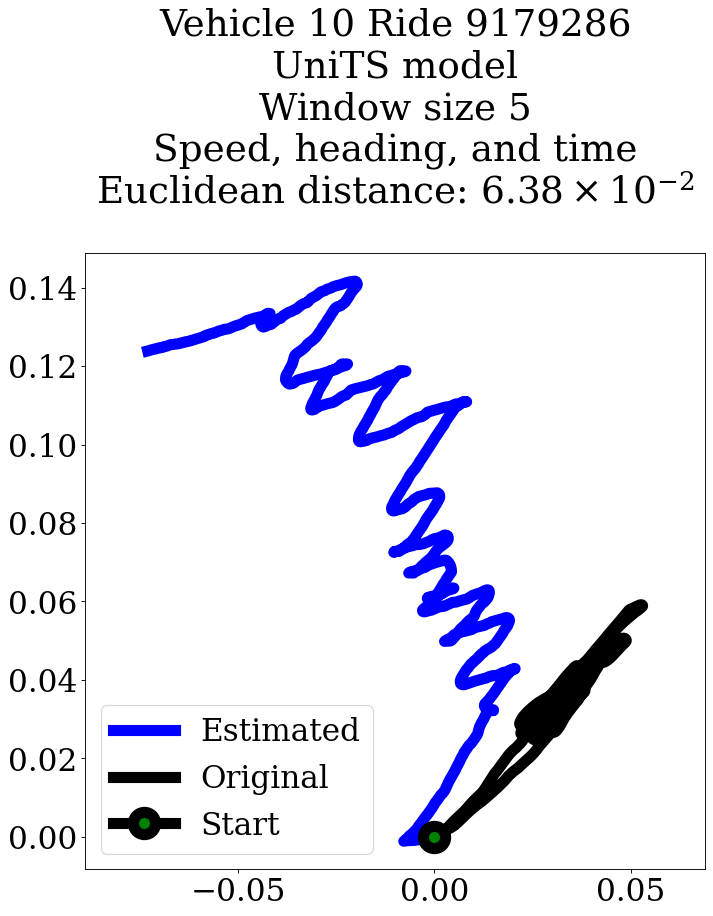 Vehicle 10 Ride 9179286
UniTS model
Window size 5
Speed, heading, and time
Euclidean distance: 6.38 × 10⁻²
0.14
0.12
0.10
0.08
0.06
0.04
0.02
0.00
Estimated
Original
Start
−0.05 0.00 0.05